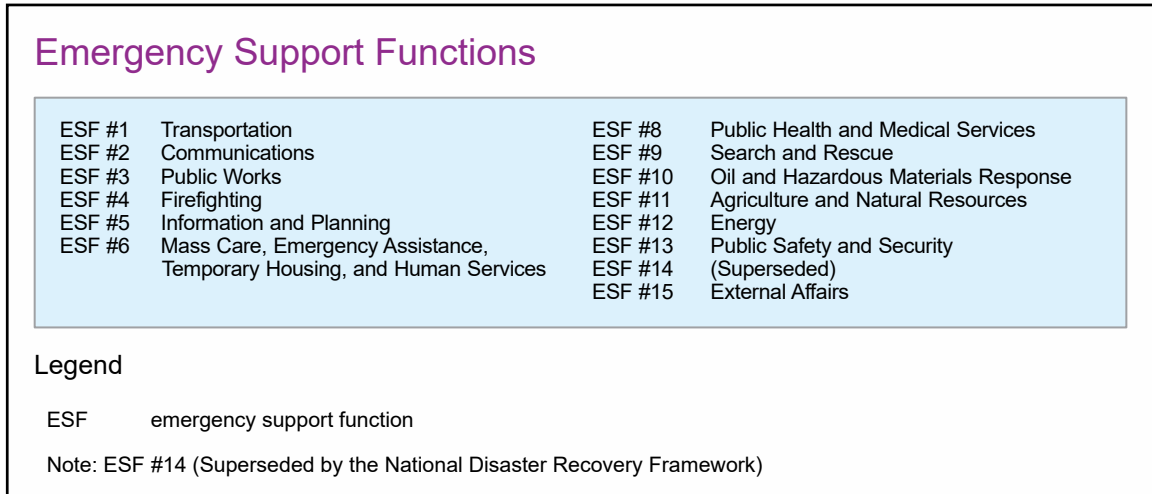 Emergency Support Functions
ESF #1 Transportation
ESF #2 Communications
ESF #3 Public Works
ESF #4 Firefighting
ESF #5 Information and Planning
ESF #6 Mass Care, Emergency Assistance,
Temporary Housing, and Human Services
ESF #8 Public Health and Medical Services
ESF #9 Search and Rescue
ESF #10 Oil and Hazardous Materials Response
ESF #11 Agriculture and Natural Resources
ESF #12 Energy
ESF #13 Public Safety and Security
ESF #14 (Superseded)
ESF #15 External Affairs
Legend
ESF emergency support function
Note: ESF #14 (Superseded by the National Disaster Recovery Framework)